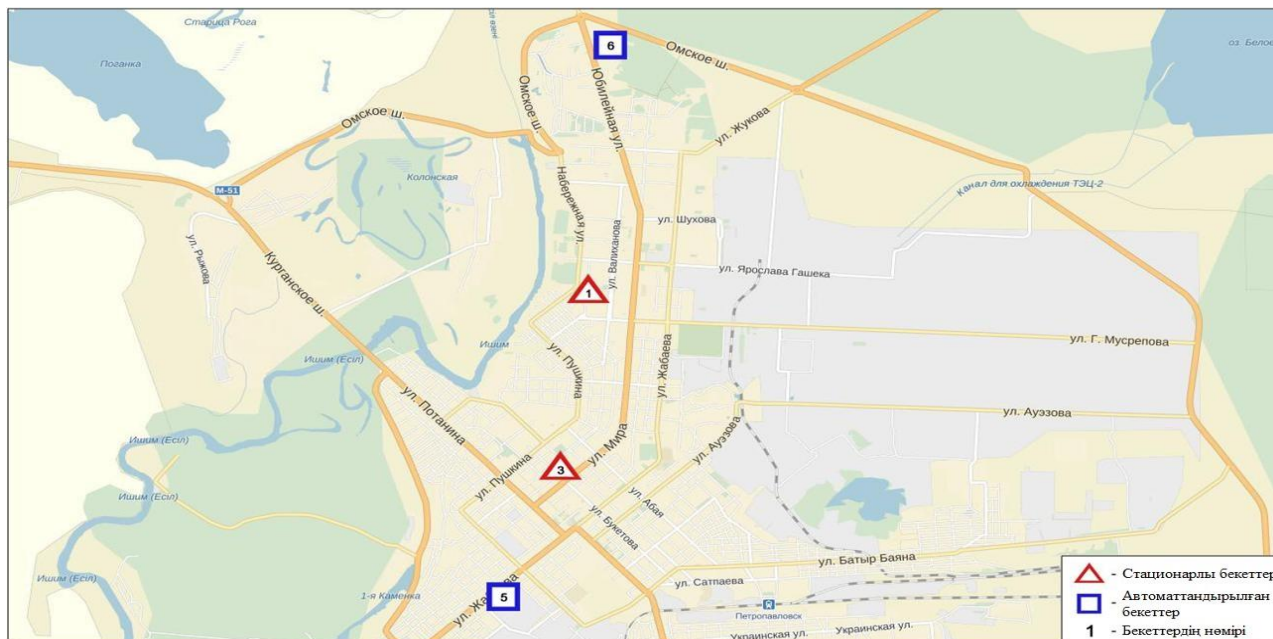 Старица Рога
Поганка
Омское ш.
Юбилейная ул.
6
Омское ш.
оз. Белое
Омское ш.
ул. Жукова
Колонская
М-51
Набережная ул.
Канал для охлаждения ТЭЦ-2
ул. Рыжова
ул. Шухова
ул. Валиханова
Курганское ш.
ул. Ярослава Гашека
1
Ишим
ул. Г. Мусрепова
Ишим (Есіл)
ул. Пушкина
ул. Жабаева
ул. Потанина
ул. Ауэзова
ул. Ауэзова
ул. Мира
ул. Пушкина
3
Ишим (Есіл)
ул. Абая
ул. Букетова
ул. Батыр Баяна
Ишим (Есіл)
ул. Сатпаева
1-я Каменка
5
Петропавловск
Украинская ул.
Украинская ул.
- Стационарлы бекеттер
- Автоматтандырылған
бекеттер
1 - Бекеттердің нөмірі